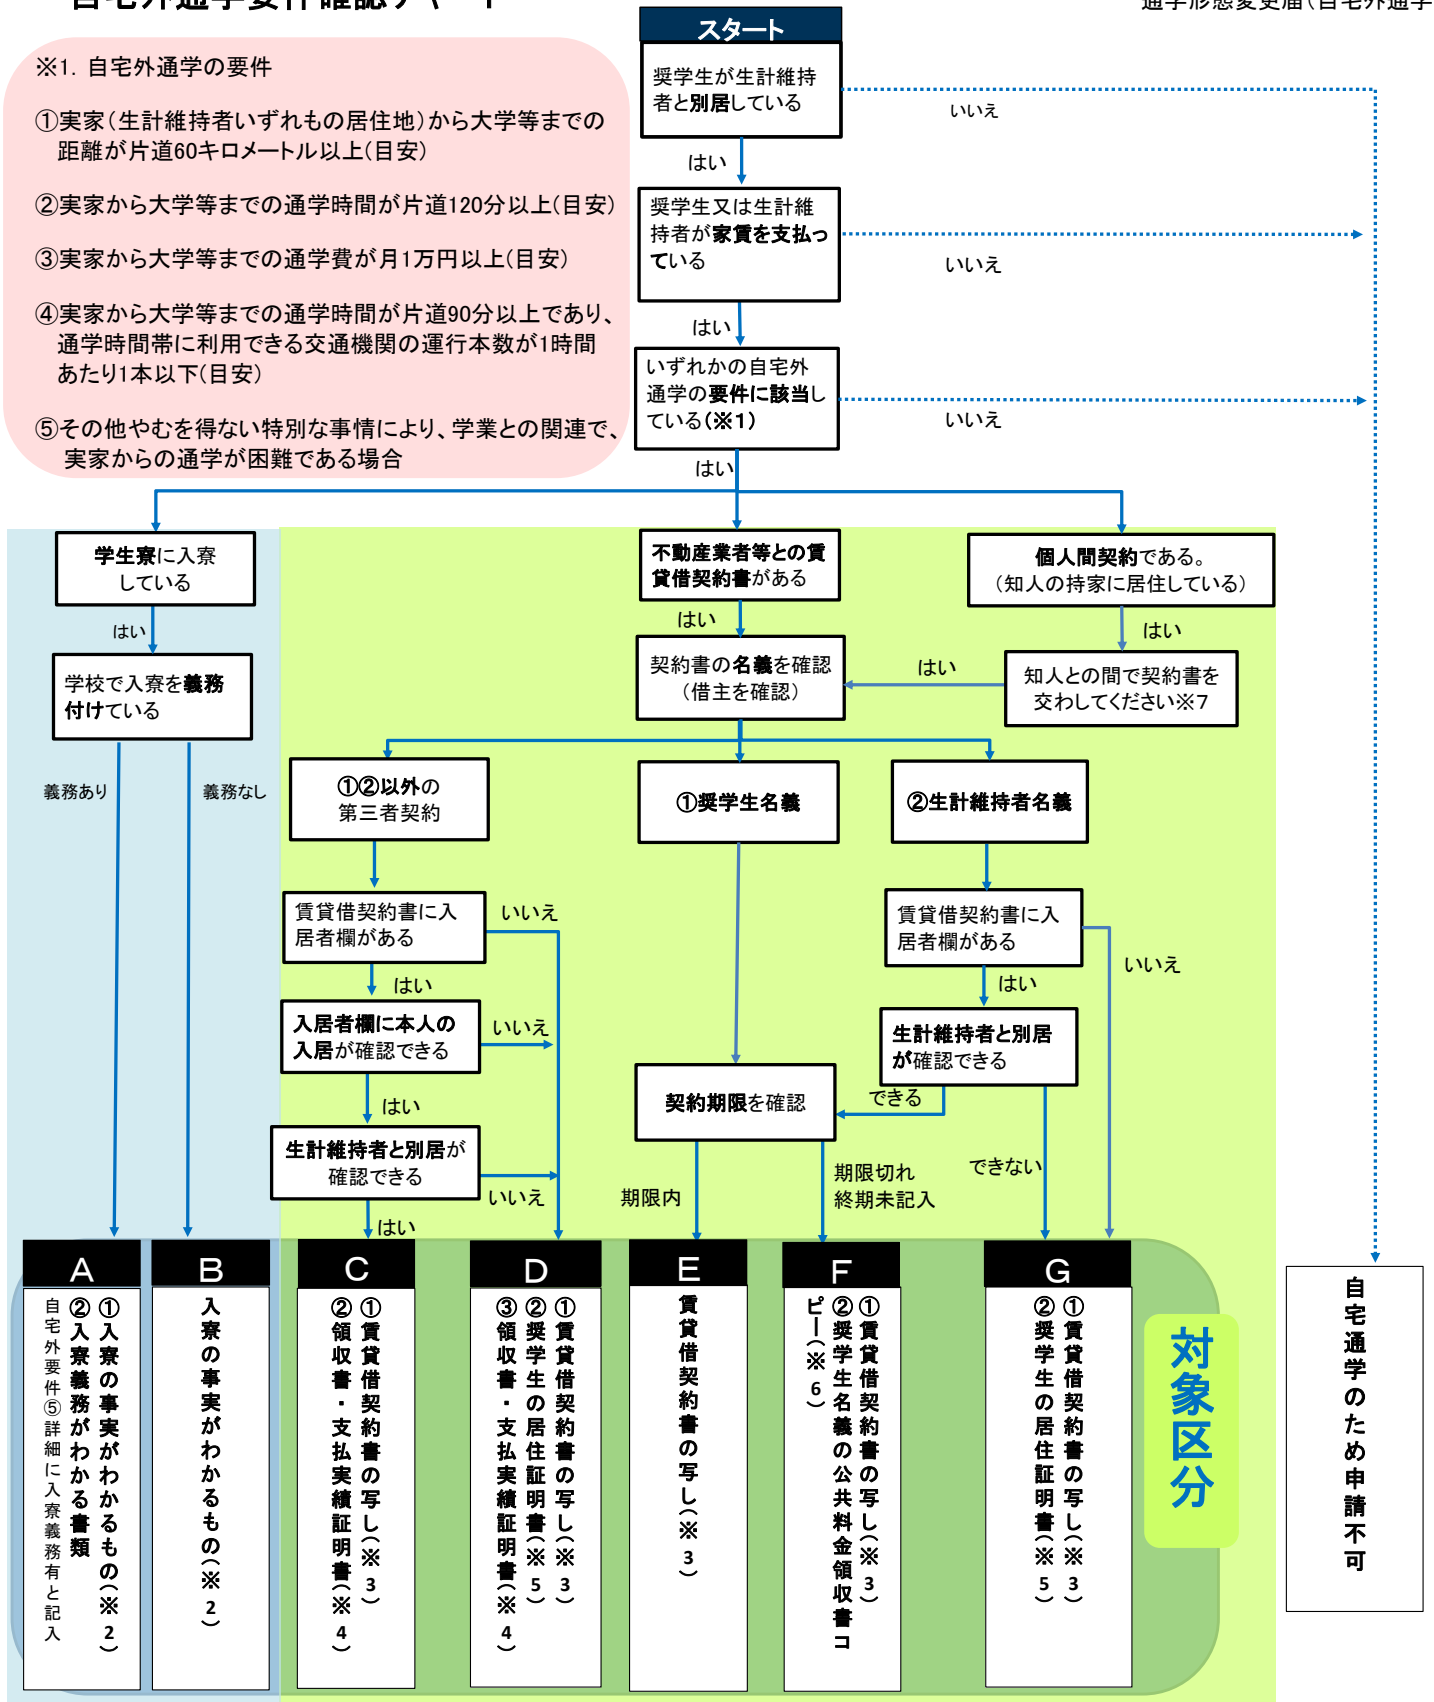 自宅外通学要件確認チャート
通学形態変更届（自宅外通学
※1. 自宅外通学の要件
①実家（生計維持者いずれもの居住地）から大学等までの
距離が片道60キロメートル以上（目安）
②実家から大学等までの通学時間が片道120分以上（目安）
③実家から大学等までの通学費が月1万円以上（目安）
④実家から大学等までの通学時間が片道90分以上であり、
通学時間帯に利用できる交通機関の運行本数が1時間
あたり1本以下（目安）
⑤その他やむを得ない特別な事情により、学業との関連で、
実家からの通学が困難である場合
スタート
奨学生が生計維持
者と別居している
いいえ
はい
奨学生又は生計維
持者が家賃を支払っ
ている
いいえ
はい
いずれかの自宅外
通学の要件に該当し
ている（※1）
いいえ
はい
学生寮に入寮
している
はい
学校で入寮を義務
付けている
義務あり
義務なし
不動産業者等との賃
貸借契約書がある
はい
契約書の名義を確認
（借主を確認）
個人間契約である。
（知人の持家に居住している）
はい
知人との間で契約書を
交わしてください※7
はい
①②以外の
第三者契約
①奨学生名義
②生計維持者名義
賃貸借契約書に入
居者欄がある
いいえ
はい
入居者欄に本人の
入居が確認できる
いいえ
はい
生計維持者と別居が
確認できる
いいえ
はい
賃貸借契約書に入
居者欄がある
いいえ
はい
生計維持者と別居
が確認できる
できる
できない
契約期限を確認
期限内
期限切れ
終期未記入
A
①入寮の事実がわかるもの（※2）
②入寮義務がわかる書類
自宅外要件⑤詳細に入寮義務有と記入
B
入寮の事実がわかるもの（※2）
C
①賃貸借契約書の写し（※3）
②領収書・支払実績証明書（※4）
D
①賃貸借契約書の写し（※3）
②奨学生の居住証明書（※5）
③領収書・支払実績証明書（※4）
E
賃貸借契約書の写し（※3）
F
①賃貸借契約書の写し（※3）
②奨学生名義の公共料金領収書コ
ピー（※6）
G
①賃貸借契約書の写し（※3）
②奨学生の居住証明書（※5）
対象区分
自宅通学のため申請不可